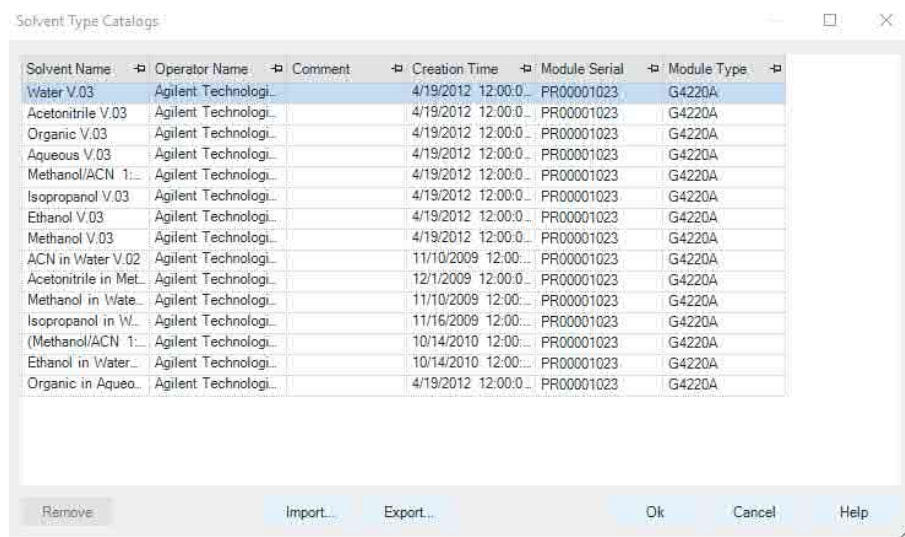 Solvent Type Catalogs
Solvent Name Operator Name Comment Creation Time Module Serial Module Type
Water V.03 Agilent Technologi... 4/19/2012 12:00:0... PR00001023 G4220A
Acetonitrile V.03 Agilent Technologi... 4/19/2012 12:00:0... PR00001023 G4220A
Organic V.03 Agilent Technologi... 4/19/2012 12:00:0... PR00001023 G4220A
Aqueous V.03 Agilent Technologi... 4/19/2012 12:00:0... PR00001023 G4220A
Methanol/ACN 1:... Agilent Technologi... 4/19/2012 12:00:0... PR00001023 G4220A
Isopropanol V.03 Agilent Technologi... 4/19/2012 12:00:0... PR00001023 G4220A
Ethanol V.03 Agilent Technologi... 4/19/2012 12:00:0... PR00001023 G4220A
Methanol V.03 Agilent Technologi... 4/19/2012 12:00:0... PR00001023 G4220A
ACN in Water V.02 Agilent Technologi... 11/10/2009 12:00:... PR00001023 G4220A
Acetonitrile in Met... Agilent Technologi... 12/1/2009 12:00:0... PR00001023 G4220A
Methanol in Wate... Agilent Technologi... 11/10/2009 12:00:... PR00001023 G4220A
Isopropanol in W... Agilent Technologi... 11/16/2009 12:00:... PR00001023 G4220A
(Methanol/ACN 1:... Agilent Technologi... 10/14/2010 12:00:... PR00001023 G4220A
Ethanol in Water... Agilent Technologi... 10/14/2010 12:00:... PR00001023 G4220A
Organic in Aqueo... Agilent Technologi... 4/19/2012 12:00:0... PR00001023 G4220A
Remove Import... Export... Ok Cancel Help